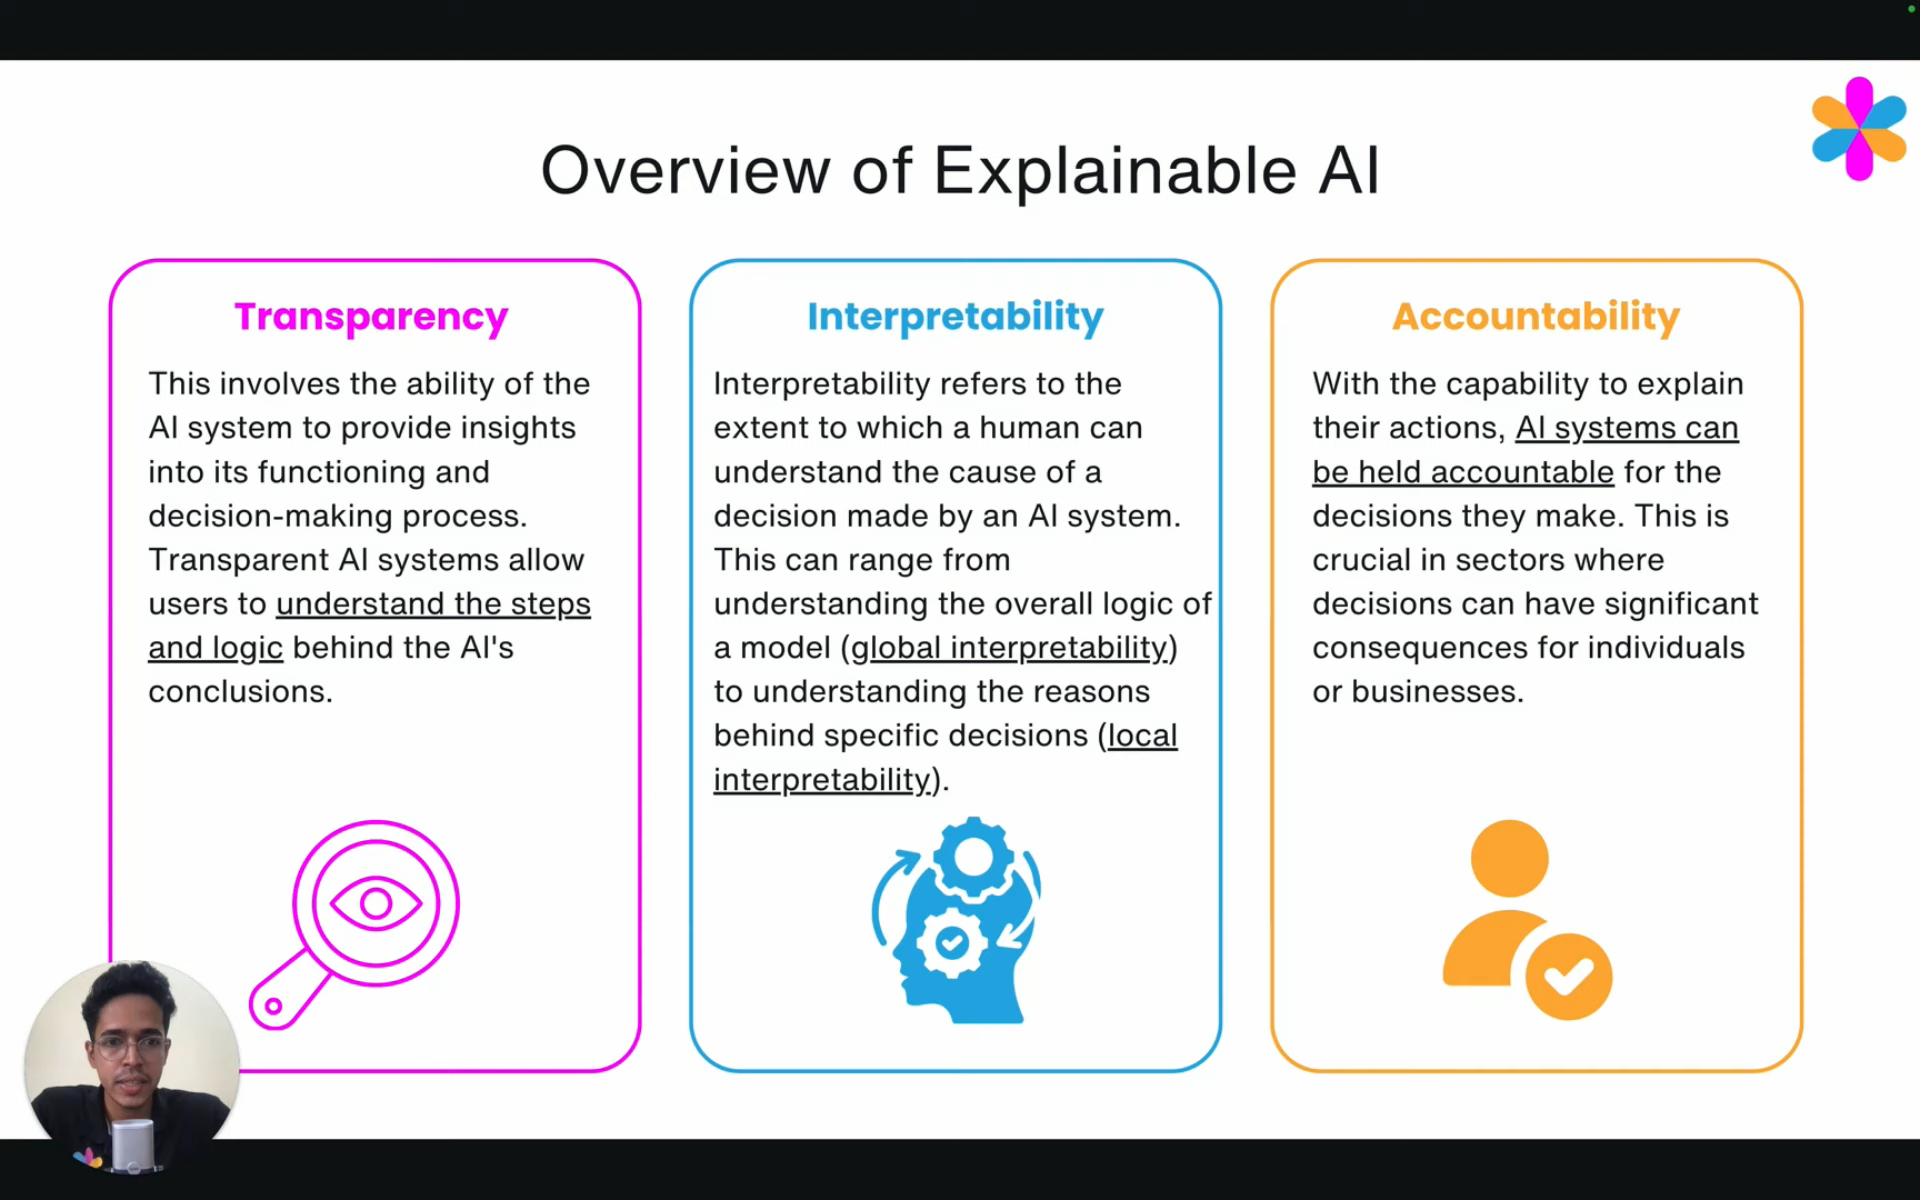 Overview of Explainable AI
Transparency
This involves the ability of the
AI system to provide insights
into its functioning and
decision-making process.
Transparent AI systems allow
users to understand the steps
and logic behind the AI's
conclusions.
Interpretability
Interpretability refers to the
extent to which a human can
understand the cause of a
decision made by an AI system.
This can range from
understanding the overall logic of
a model (global interpretability)
to understanding the reasons
behind specific decisions (local
interpretability).
Accountability
With the capability to explain
their actions, AI systems can
be held accountable for the
decisions they make. This is
crucial in sectors where
decisions can have significant
consequences for individuals
or businesses.